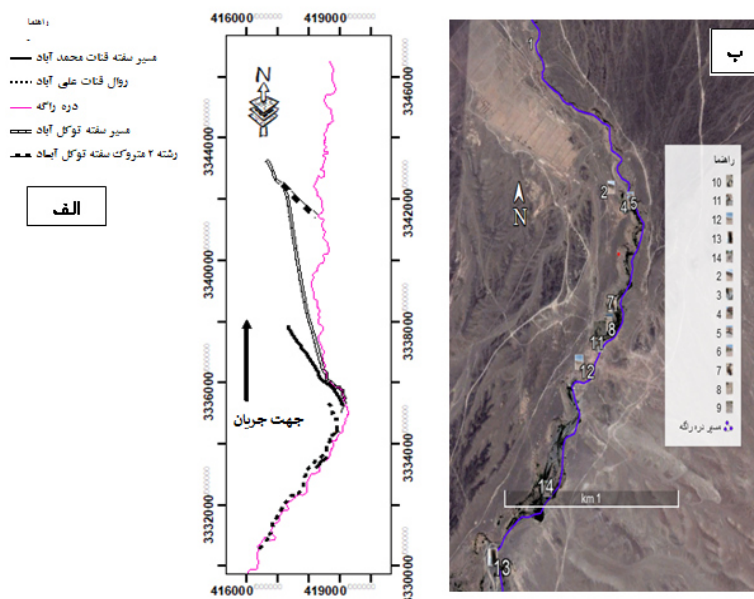 راهنما
مسیر سفته قنات محمد آباد
روال قنات علی آباد
دره راگه
مسیر سفته توکل آباد
رشته ۲ متروک سفته توکل آباد
الف
416000 419000
N
3346000
3344000
3342000
3340000
3338000
3336000
3334000
3332000
3330000
جهت جریان
416000 419000
ب
1
2
4 5
N
7
8
11
12
14
13
1 km
راهنما
10
11
12
13
14
2
3
4
5
6
7
8
9
مسیر دره راگه